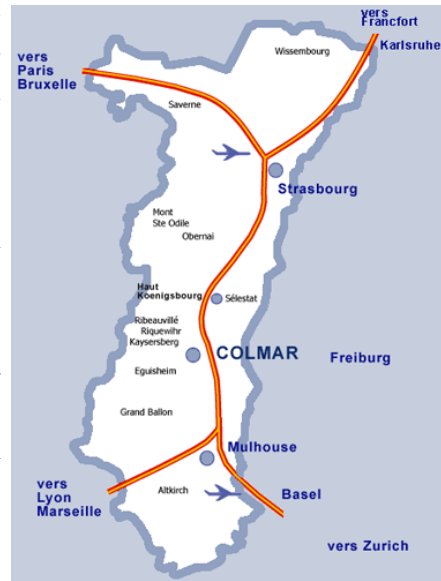 vers
Francfort
Karlsruhe
Wissembourg
vers
Paris
Bruxelle
Saverne
Strasbourg
Mont
Ste Odile
Obernai
Haut
Koenigsbourg
Sélestat
Ribeauvillé
Riquewihr
Kaysersberg
COLMAR
Freiburg
Eguisheim
Grand Ballon
Mulhouse
vers
Lyon
Marseille
Altkirch
Basel
vers Zurich